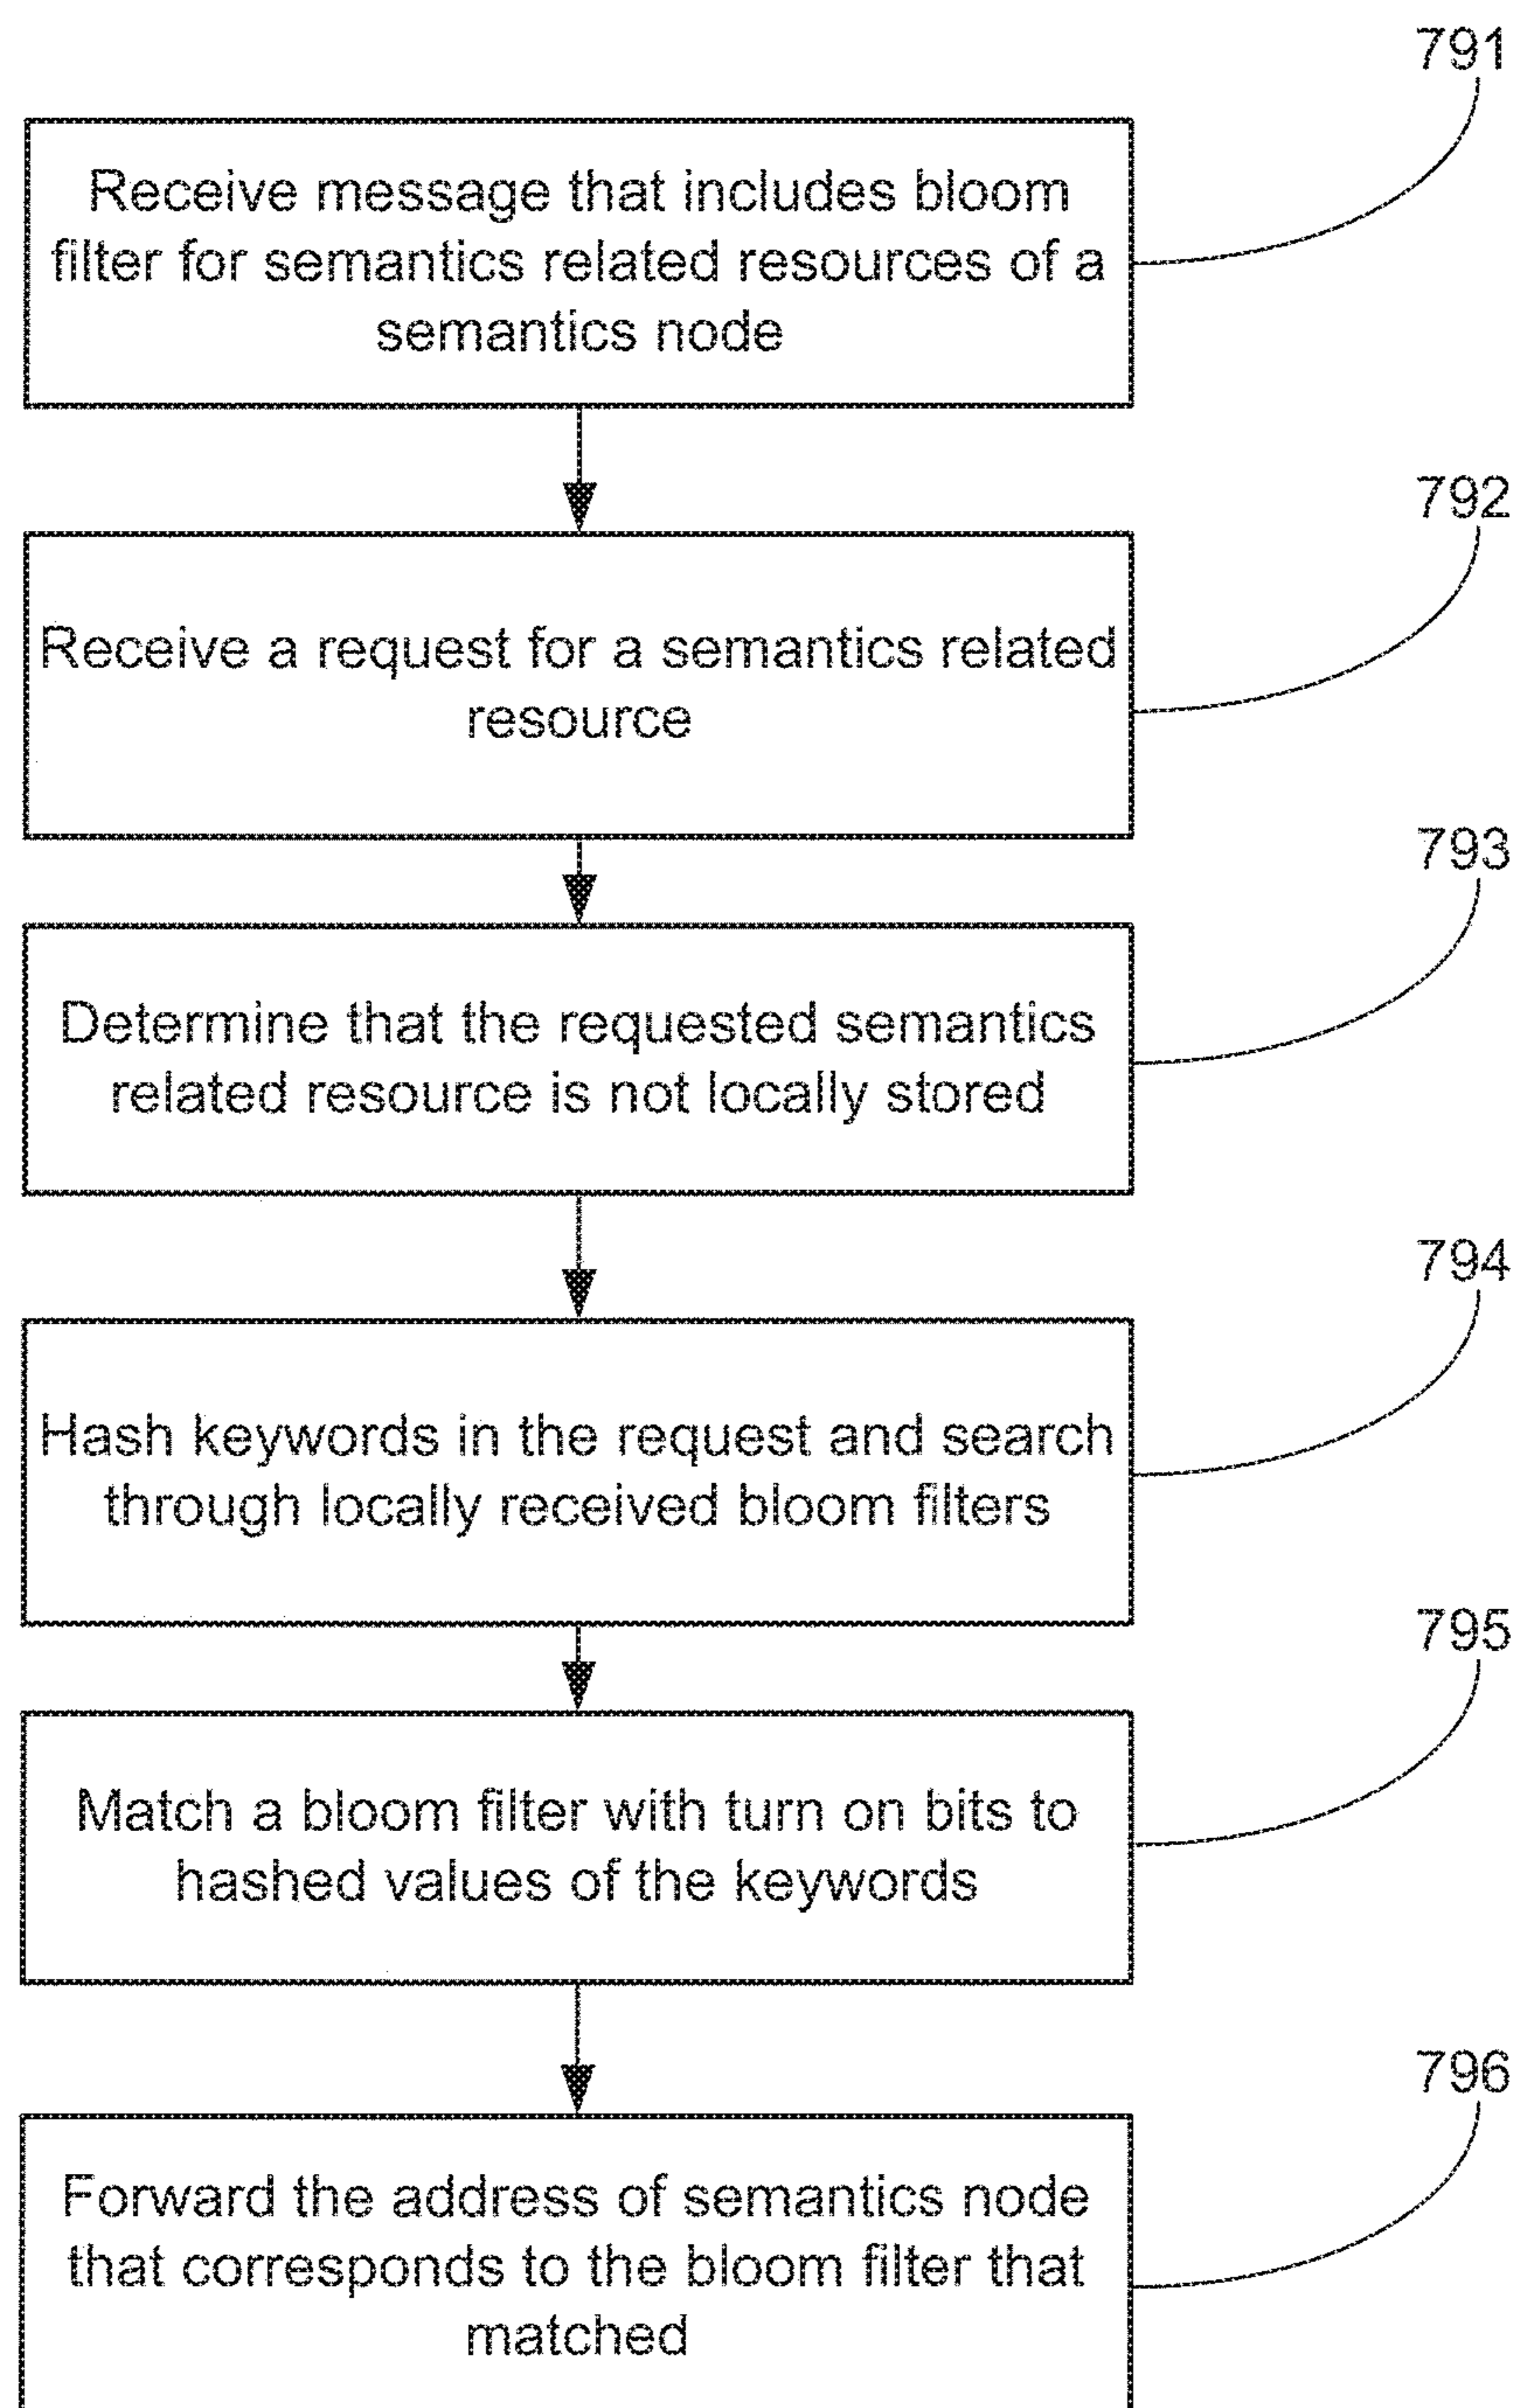 791
Receive message that includes bloom
filter for semantics related resources of a
semantics node
792
Receive a request for a semantics related
resource
793
Determine that the requested semantics
related resource is not locally stored
794
Hash keywords in the request and search
through locally received bloom filters
795
Match a bloom filter with turn on bits to
hashed values of the keywords
796
Forward the address of semantics node
that corresponds to the bloom filter that
matched